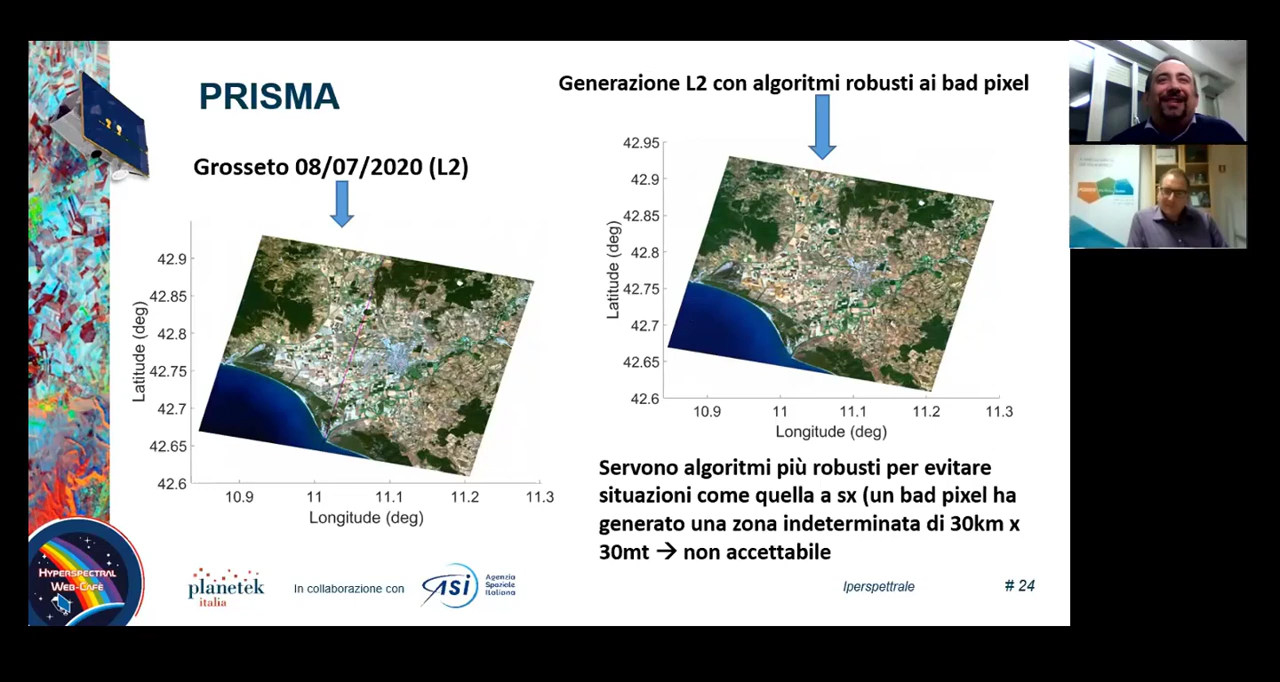 PRISMA
Grosseto 08/07/2020 (L2)
Latitude (deg)
42.9
42.85
42.8
42.75
42.7
42.65
42.6
10.9
11
11.1
11.2
11.3
Longitude (deg)
Generazione L2 con algoritmi robusti ai bad pixel
Latitude (deg)
42.95
42.9
42.85
42.8
42.75
42.7
42.65
42.6
10.9
11
11.1
11.2
11.3
Longitude (deg)
Servono algoritmi più robusti per evitare
situazioni come quella a sx (un bad pixel ha
generato una zona indeterminata di 30km x
30mt → non accettabile
HYPERSPECTRAL
WEB-CAFÈ
planetek
italia
In collaborazione con
ASI
Agenzia
Spaziale
Italiana
Iperspettrale
# 24